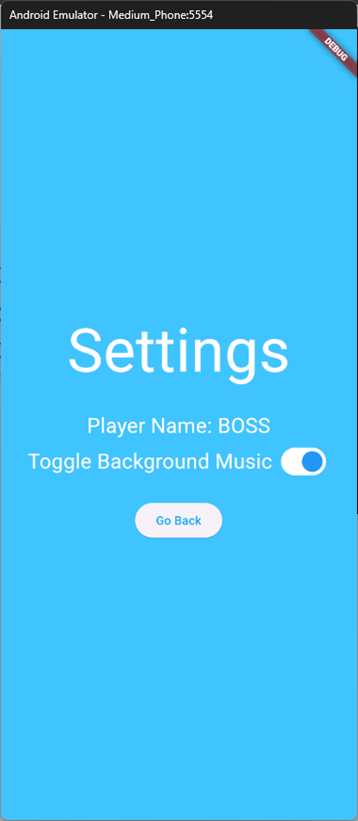 Android Emulator - Medium_Phone:5554
DEBUG
Settings
Player Name: BOSS
Toggle Background Music
Go Back